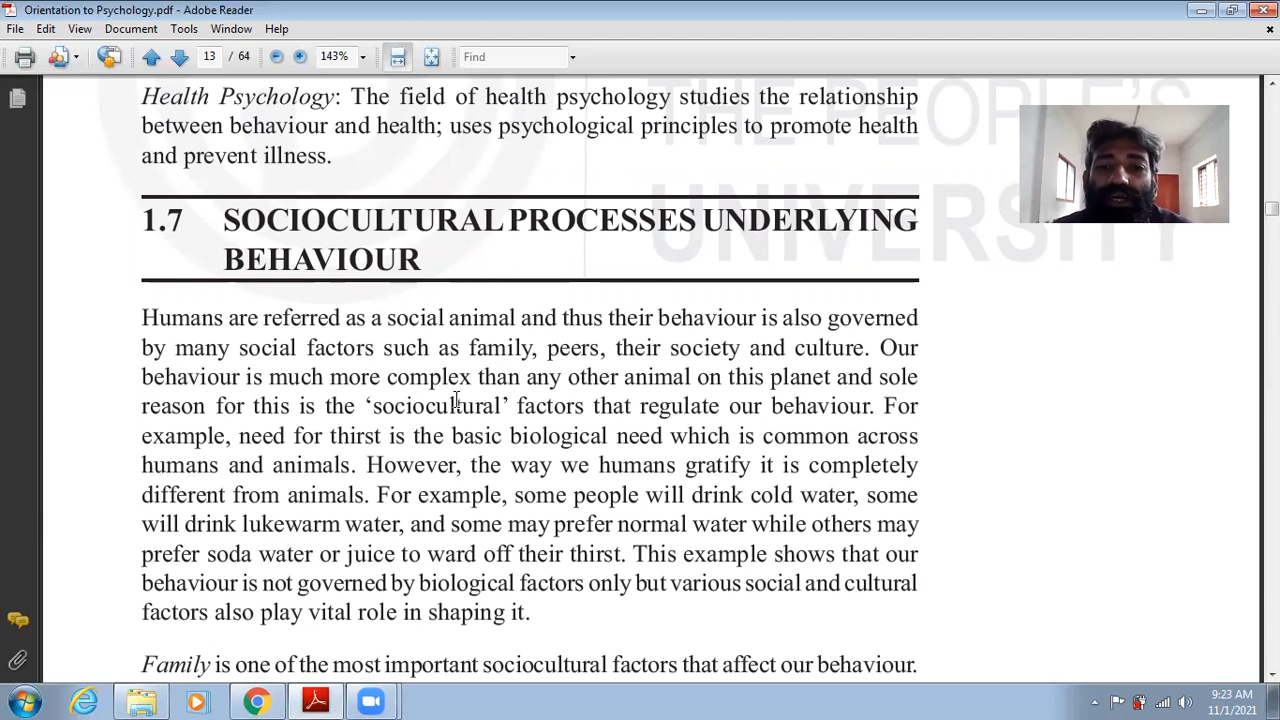 Orientation to Psychology.pdf - Adobe Reader
File Edit View Document Tools Window Help
13 / 64 143% Find
Health Psychology: The field of health psychology studies the relationship
between behaviour and health; uses psychological principles to promote health
and prevent illness.
THE PEOPLE'S
UNIVERSITY
1.7 SOCIOCULTURAL PROCESSES UNDERLYING
BEHAVIOUR
Humans are referred as a social animal and thus their behaviour is also governed
by many social factors such as family, peers, their society and culture. Our
behaviour is much more complex than any other animal on this planet and sole
reason for this is the ‘sociocultural’ factors that regulate our behaviour. For
example, need for thirst is the basic biological need which is common across
humans and animals. However, the way we humans gratify it is completely
different from animals. For example, some people will drink cold water, some
will drink lukewarm water, and some may prefer normal water while others may
prefer soda water or juice to ward off their thirst. This example shows that our
behaviour is not governed by biological factors only but various social and cultural
factors also play vital role in shaping it.
Family is one of the most important sociocultural factors that affect our behaviour.
9:23 AM
11/1/2021